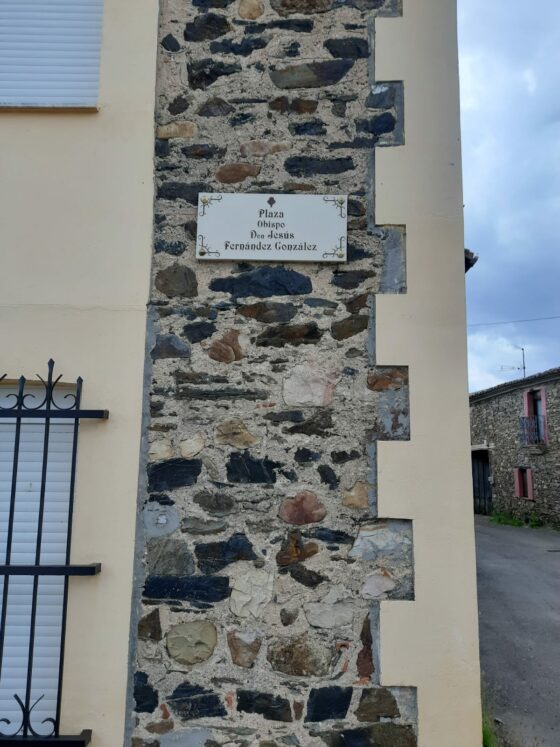 Plaza
Obispo
Don Jesús
Fernández González